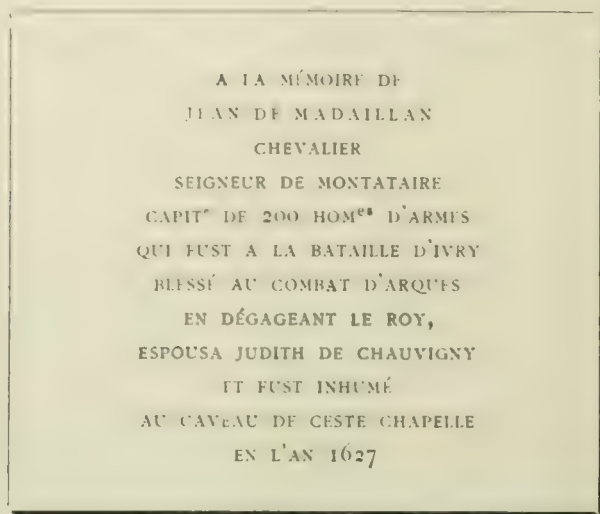 A LA MÉMOIRE DE
JEAN DE MADAILLAN
CHEVALIER
SEIGNEUR DE MONTATAIRE
CAPITᵉ DE 200 HOMᵉˢ D'ARMES
QUI FUST A LA BATAILLE D'IVRY
BLESSÉ AU COMBAT D'ARQUES
EN DÉGAGEANT LE ROY,
ESPOUSA JUDITH DE CHAUVIGNY
ET FUST INHUMÉ
AU CAVEAU DE CESTE CHAPELLE
EN L'AN 1627